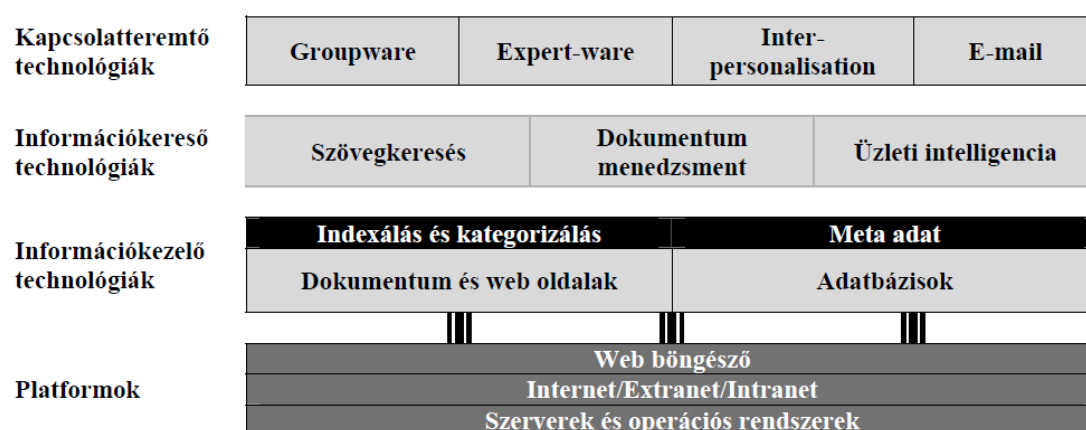 Kapcsolatteremtő
technológiák
Groupware
Expert-ware
Inter-
personalisation
E-mail
Információkereső
technológiák
Szövegkeresés
Dokumentum
menedzsment
Üzleti intelligencia
Információkezelő
technológiák
Indexálás és kategorizálás
Meta adat
Dokumentum és web oldalak
Adatbázisok
Platformok
Web böngésző
Internet/Extranet/Intranet
Szerverek és operációs rendszerek